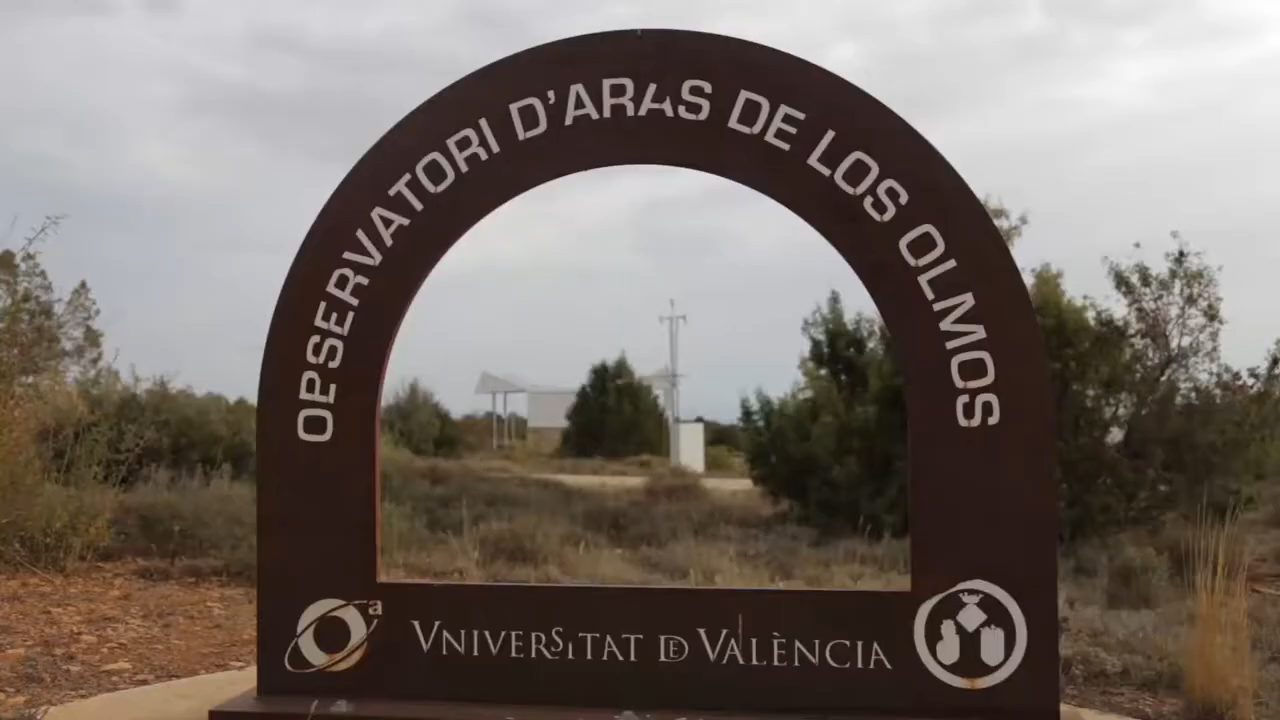 OBSERVATORI D'ARAS DE LOS OLMOS
a
VNIVERSITAT DE VALÈNCIA